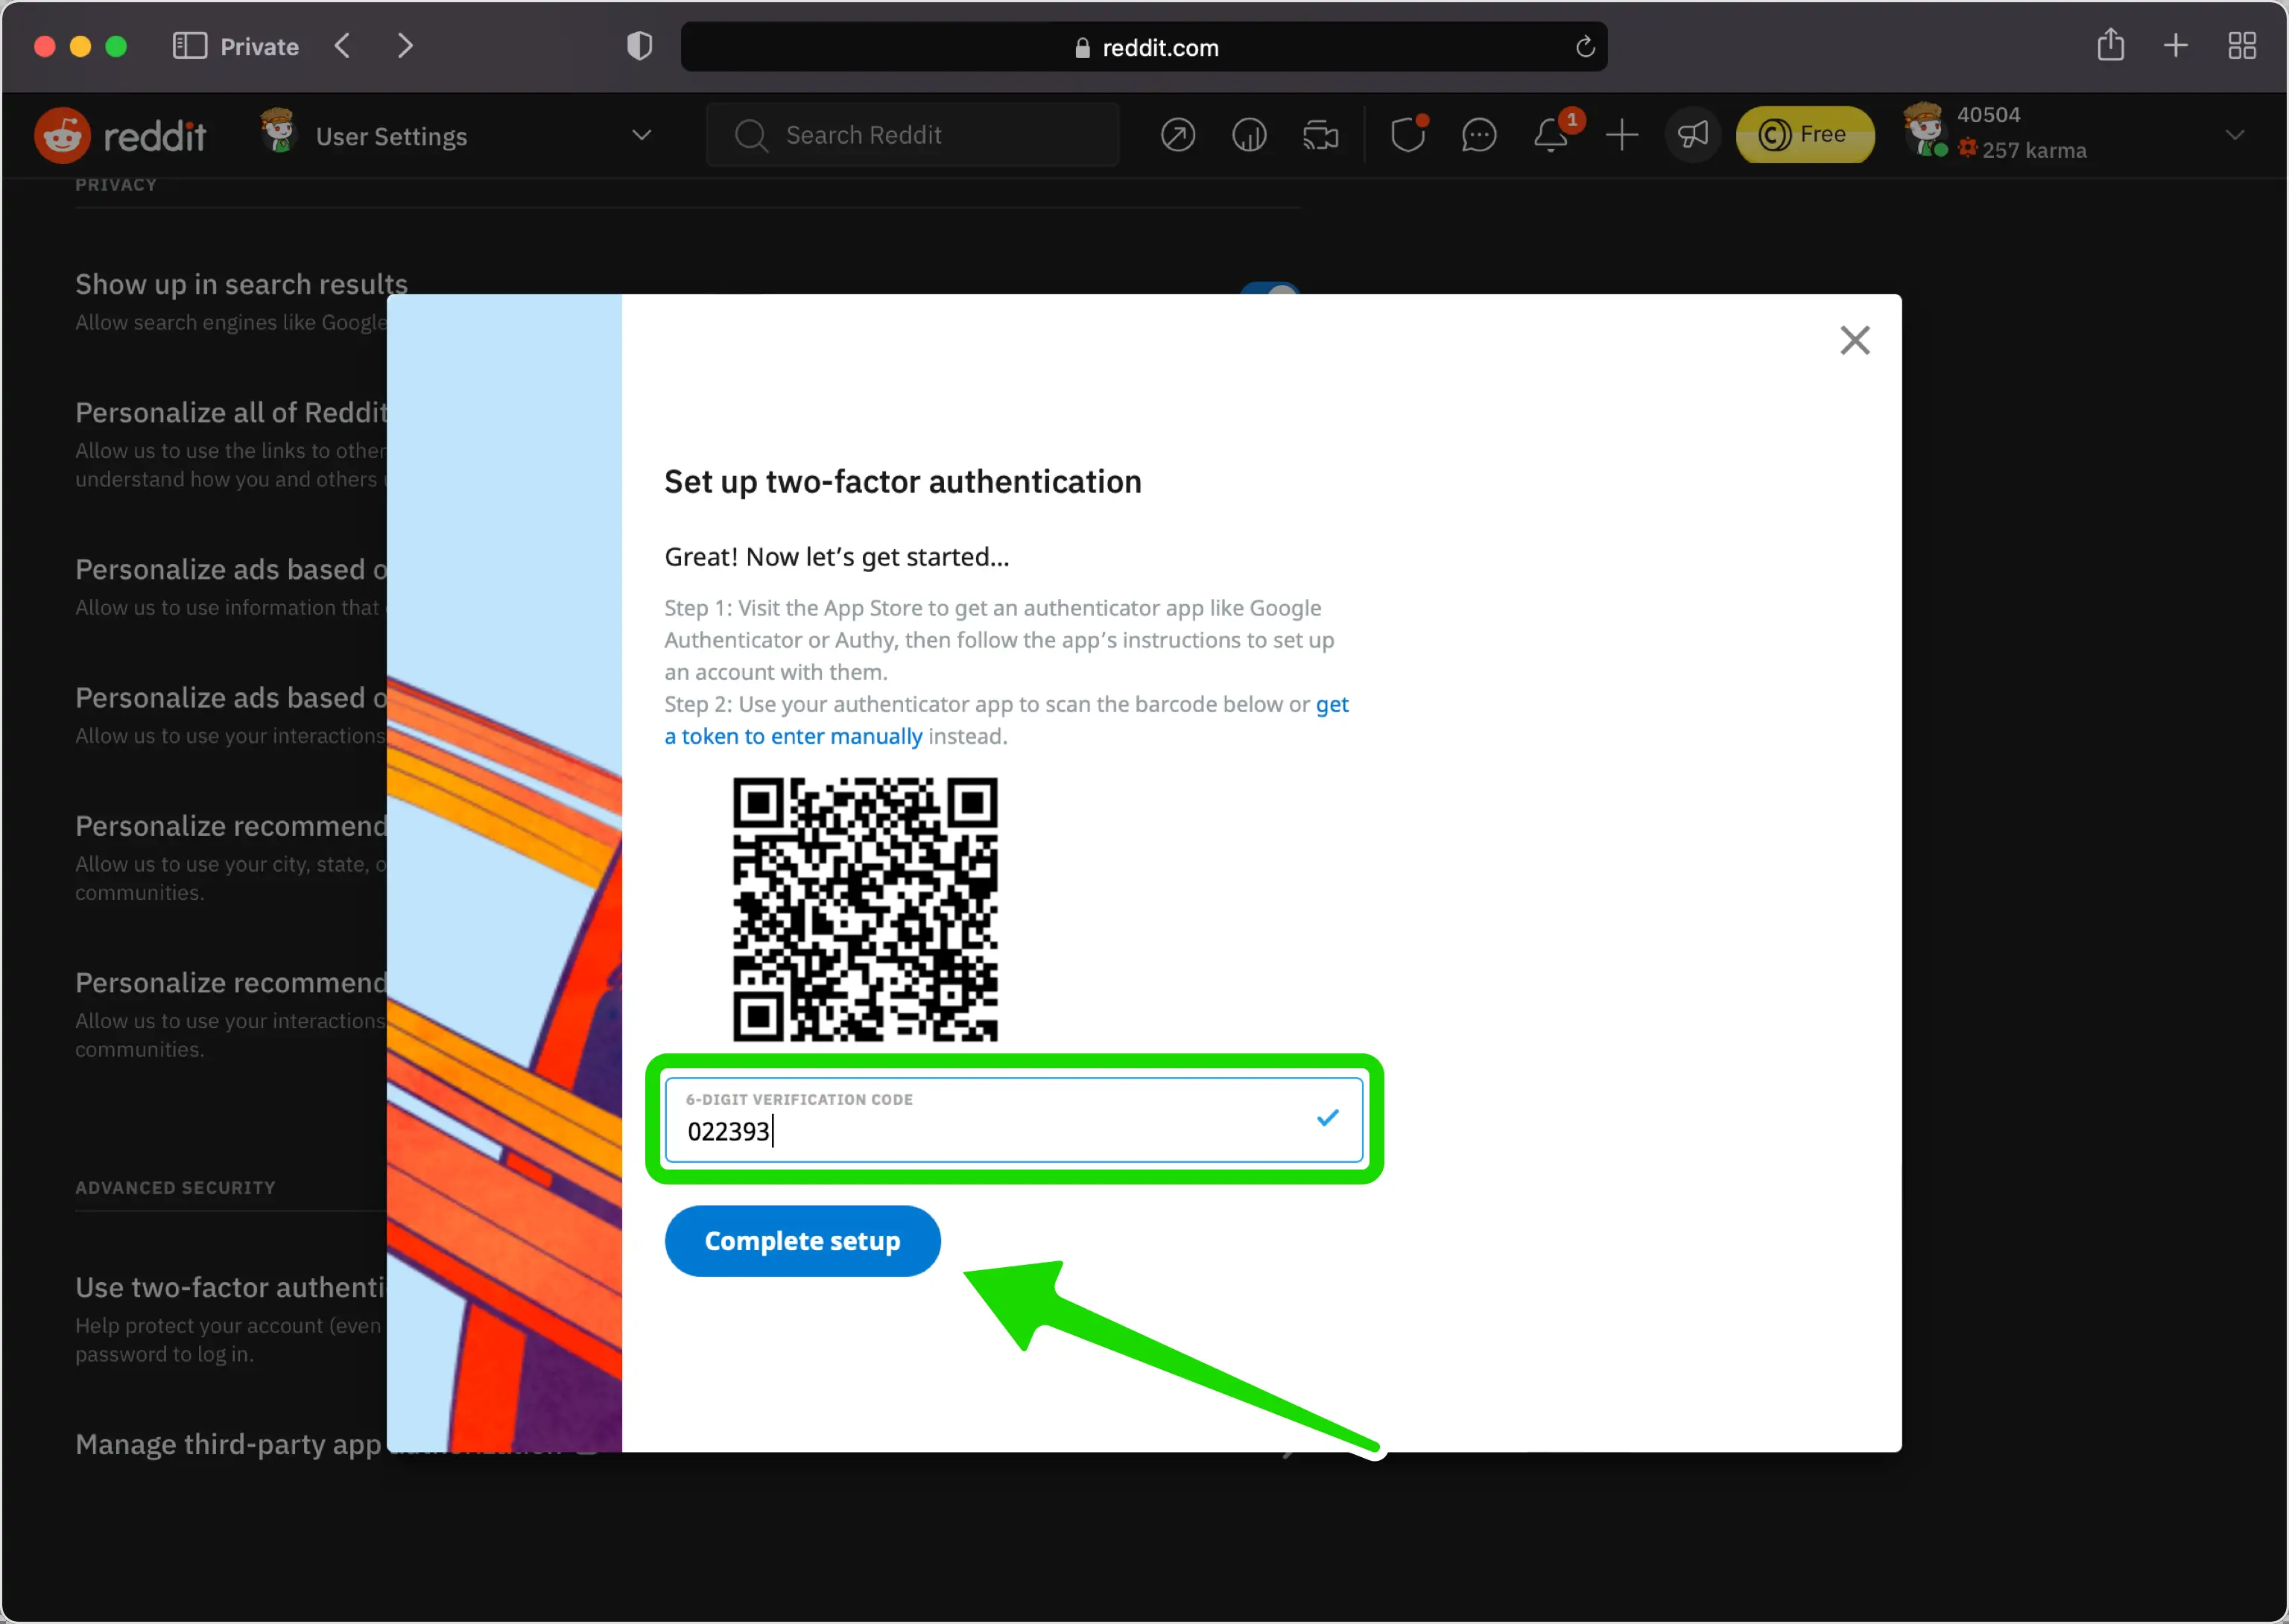 Private
reddit.com
reddit
User Settings
Search Reddit
1
Free
40504
257 karma
PRIVACY
Show up in search results
Allow search engines like Google
Personalize all of Reddit
Allow us to use the links to other
understand how you and others
Personalize ads based o
Allow us to use information that
Personalize ads based o
Allow us to use your interactions
Personalize recommend
Allow us to use your city, state, o
communities.
Personalize recommend
Allow us to use your interactions
communities.
ADVANCED SECURITY
Use two-factor authenti
Help protect your account (even
password to log in.
Manage third-party app
Set up two-factor authentication
Great! Now let's get started...
Step 1: Visit the App Store to get an authenticator app like Google
Authenticator or Authy, then follow the app's instructions to set up
an account with them.
Step 2: Use your authenticator app to scan the barcode below or get
a token to enter manually instead.
6-DIGIT VERIFICATION CODE
022393
Complete setup